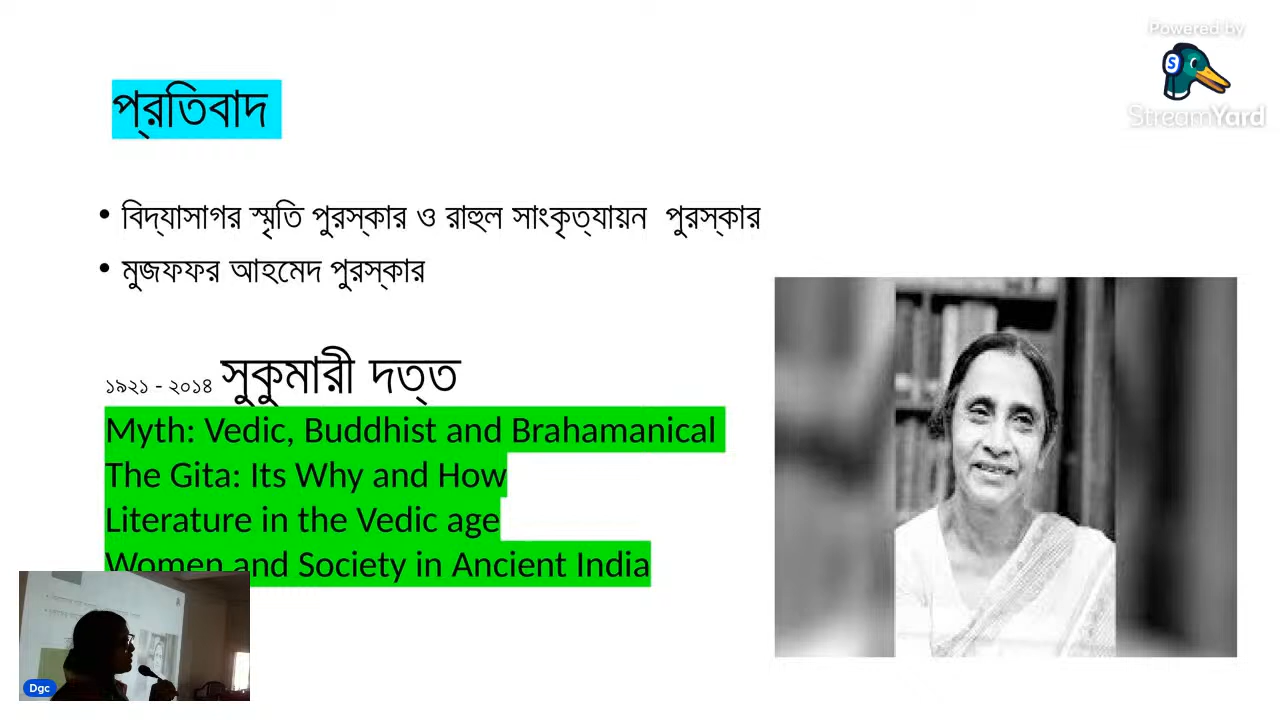 Powered by
StreamYard
প্রতিবাদ
• বিদ্যাসাগর স্মৃতি পুরস্কার ও রাহুল সাংকৃত্যায়ন পুরস্কার
• মুজফফর আহমেদ পুরস্কার
১৯২১ - ২০১৪ সুকুমারী দত্ত
Myth: Vedic, Buddhist and Brahamanical
The Gita: Its Why and How
Literature in the Vedic age
Women and Society in Ancient India
Dgc